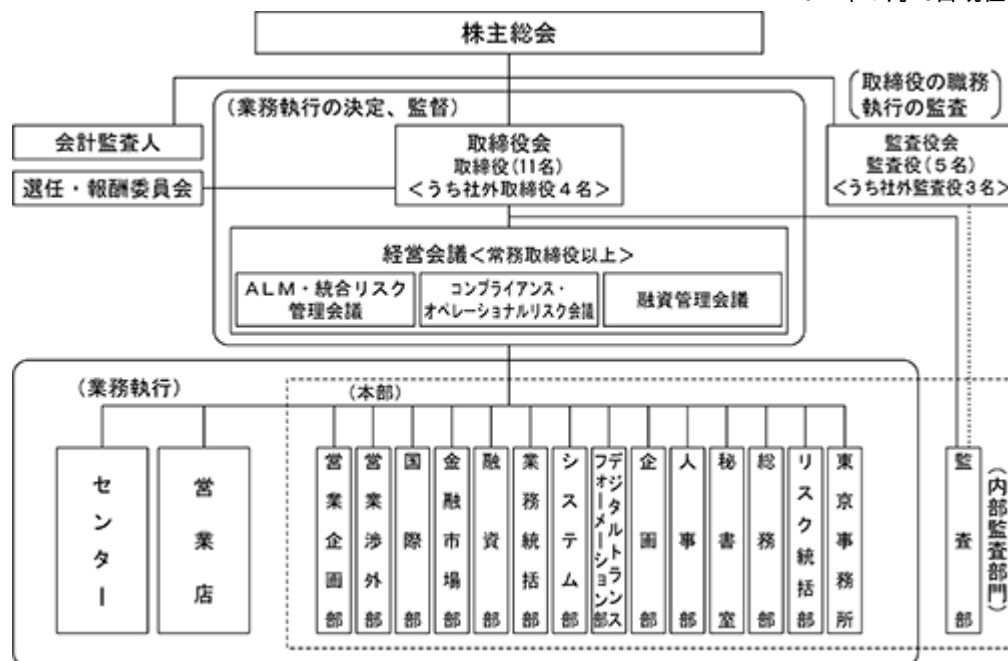 株主総会
(取締役の職務
執行の監査)
(業務執行の決定、監督)
会計監査人
取締役会
取締役(11名)
<うち社外取締役4名>
監査役会
監査役(5名)
<うち社外監査役3名>
選任・報酬委員会
経営会議<常務取締役以上>
ALM・統合リスク
管理会議
コンプライアンス・
オペレーショナルリスク会議
融資管理会議
(業務執行)
(本部)
センター
営業店
営業企画部
営業渉外部
国際部
金融市場部
融資部
業務統括部
システム部
デジタルトランス
フォーメーション部
企画部
人事部
秘書室
総務部
リスク統括部
東京事務所
監査部
(内部監査部門)